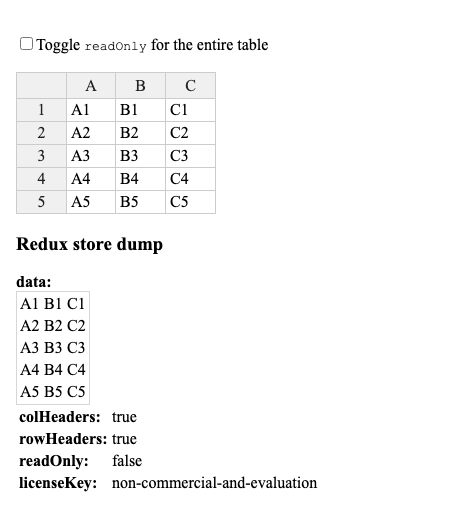 Toggle readOnly for the entire table
A B C
1 A1 B1 C1
2 A2 B2 C2
3 A3 B3 C3
4 A4 B4 C4
5 A5 B5 C5
Redux store dump
data:
A1 B1 C1
A2 B2 C2
A3 B3 C3
A4 B4 C4
A5 B5 C5
colHeaders: true
rowHeaders: true
readOnly: false
licenseKey: non-commercial-and-evaluation